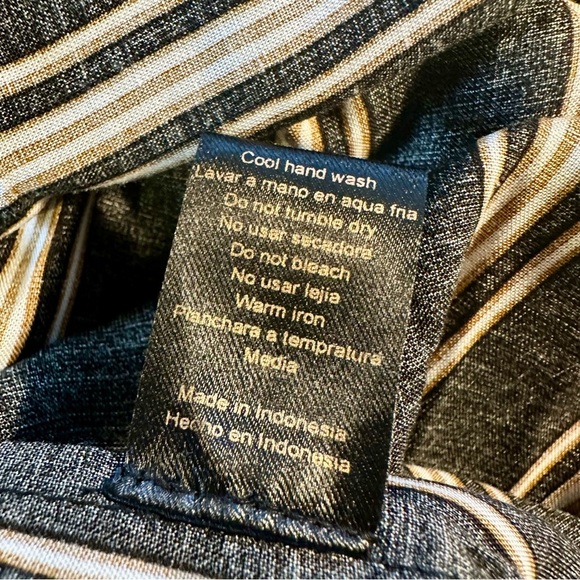 Cool hand wash
Lavar a mano en aqua fria
Do not tumble dry
No usar secadora
Do not bleach
No usar lejia
Warm iron
Planchara a tempratura
Media
Made in Indonesia
Hecho en Indonesia